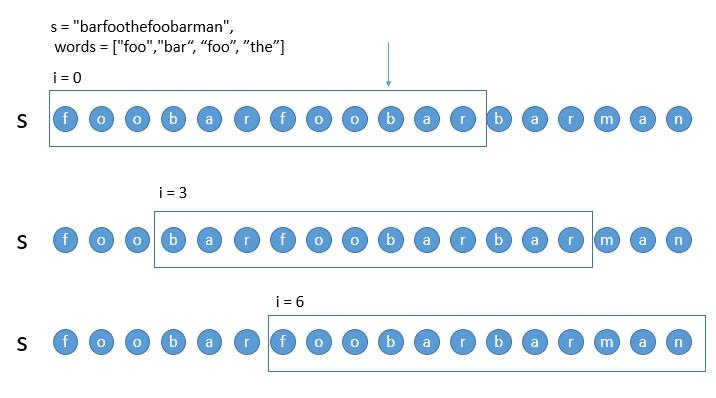 s = "barfoothefoobarman",
words = ["foo","bar“, “foo”, ”the”]
i = 0
S f o o b a r f o o b a r b a r m a n
i = 3
S f o o b a r f o o b a r b a r m a n
i = 6
S f o o b a r f o o b a r b a r m a n